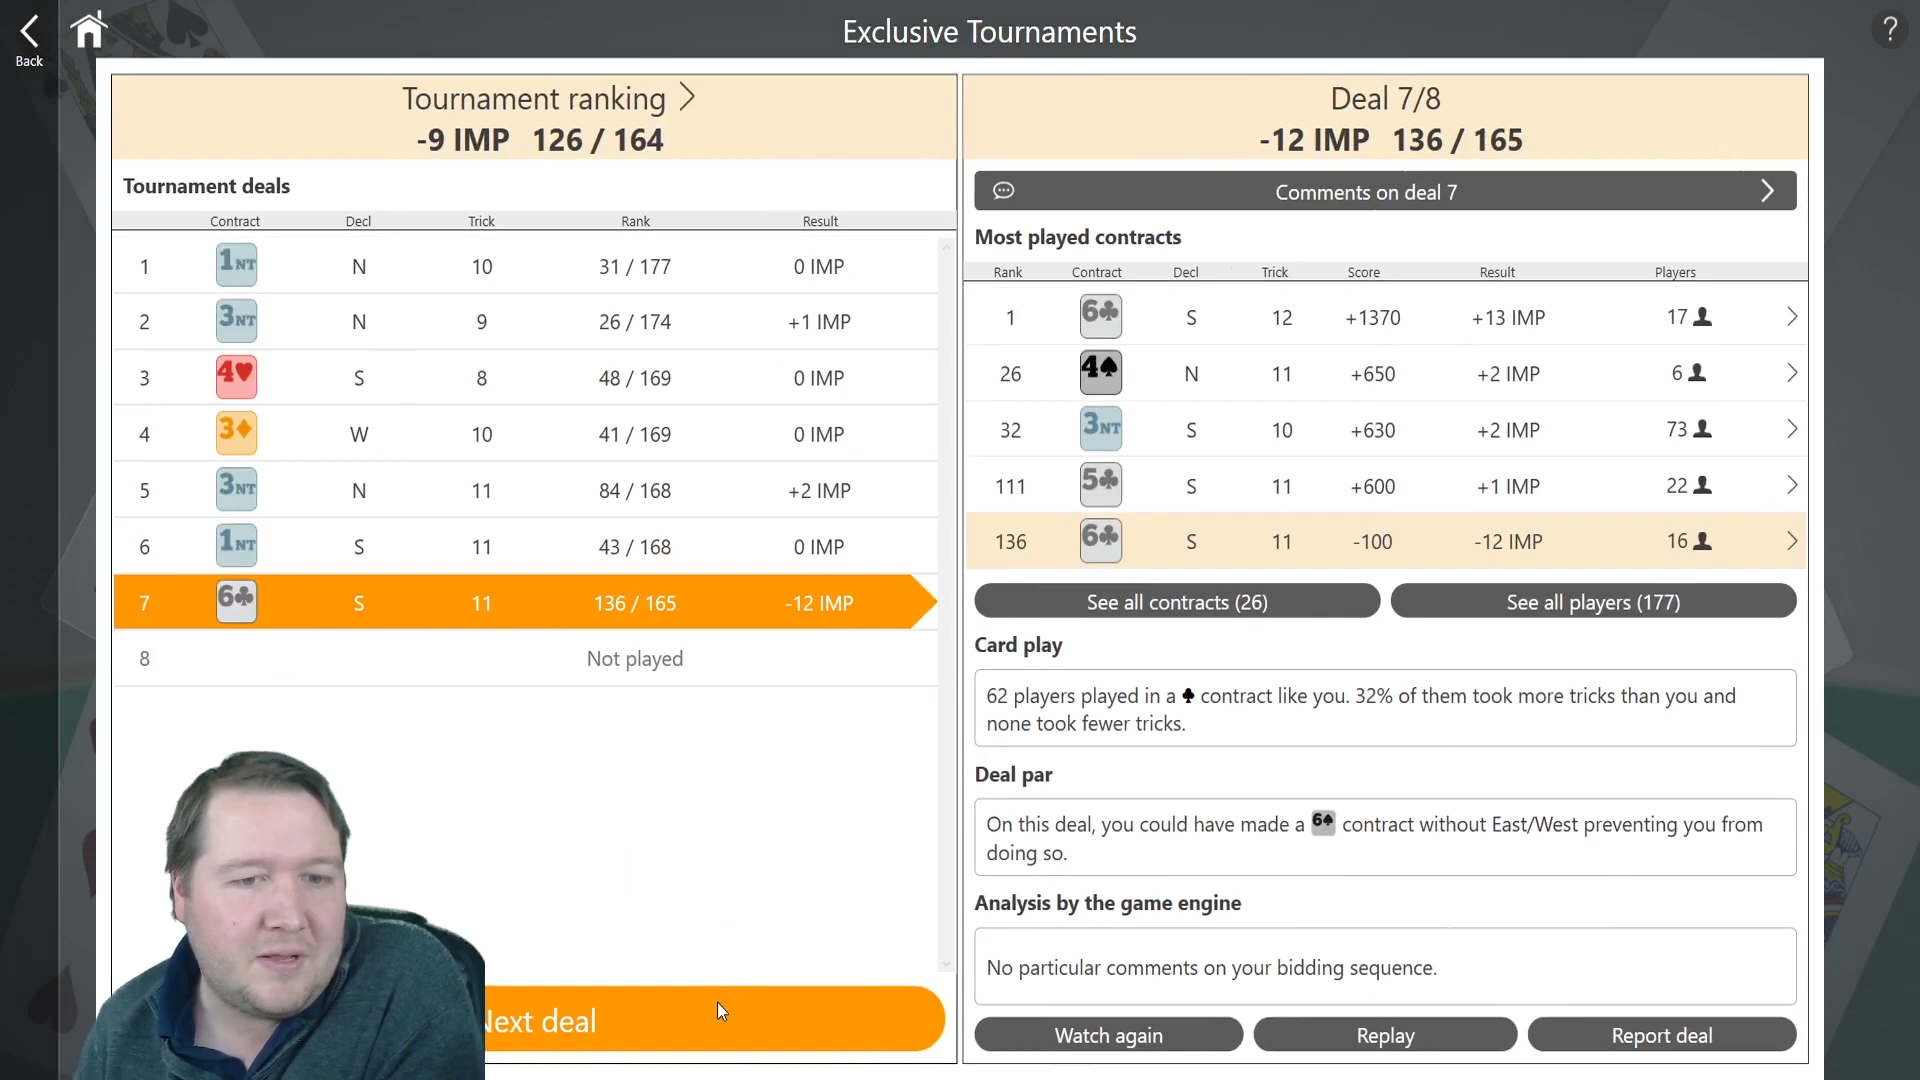 Exclusive Tournaments
?
Back
Tournament ranking
-9 IMP 126 / 164
Tournament deals
Contract Decl Trick Rank Result
1 1NT N 10 31 / 177 0 IMP
2 3NT N 9 26 / 174 +1 IMP
3 4♥ S 8 48 / 169 0 IMP
4 3♦ W 10 41 / 169 0 IMP
5 3NT N 11 84 / 168 +2 IMP
6 1NT S 11 43 / 168 0 IMP
7 6♣ S 11 136 / 165 -12 IMP
8 Not played
Next deal
Deal 7/8
-12 IMP 136 / 165
Comments on deal 7
Most played contracts
Rank Contract Decl Trick Score Result Players
1 6♣ S 12 +1370 +13 IMP 17
26 4♠ N 11 +650 +2 IMP 6
32 3NT S 10 +630 +2 IMP 73
111 5♣ S 11 +600 +1 IMP 22
136 6♣ S 11 -100 -12 IMP 16
See all contracts (26) See all players (177)
Card play
62 players played in a ♣ contract like you. 32% of them took more tricks than you and
none took fewer tricks.
Deal par
On this deal, you could have made a 6♠ contract without East/West preventing you from
doing so.
Analysis by the game engine
No particular comments on your bidding sequence.
Watch again Replay Report deal